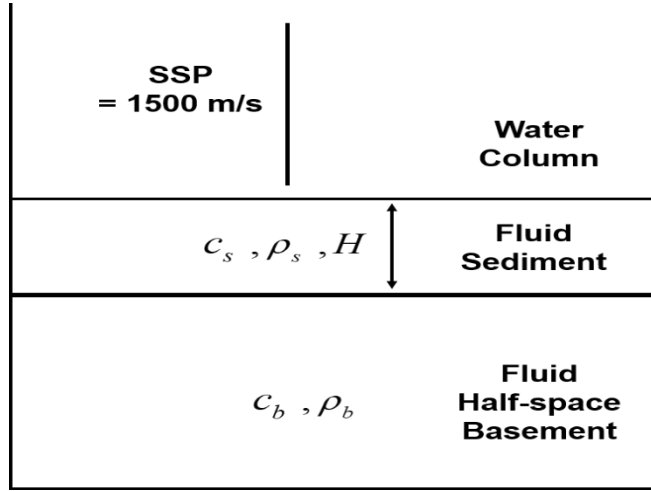 SSP
= 1500 m/s
Water
Column
c_s , ρ_s , H
Fluid
Sediment
c_b , ρ_b
Fluid
Half-space
Basement